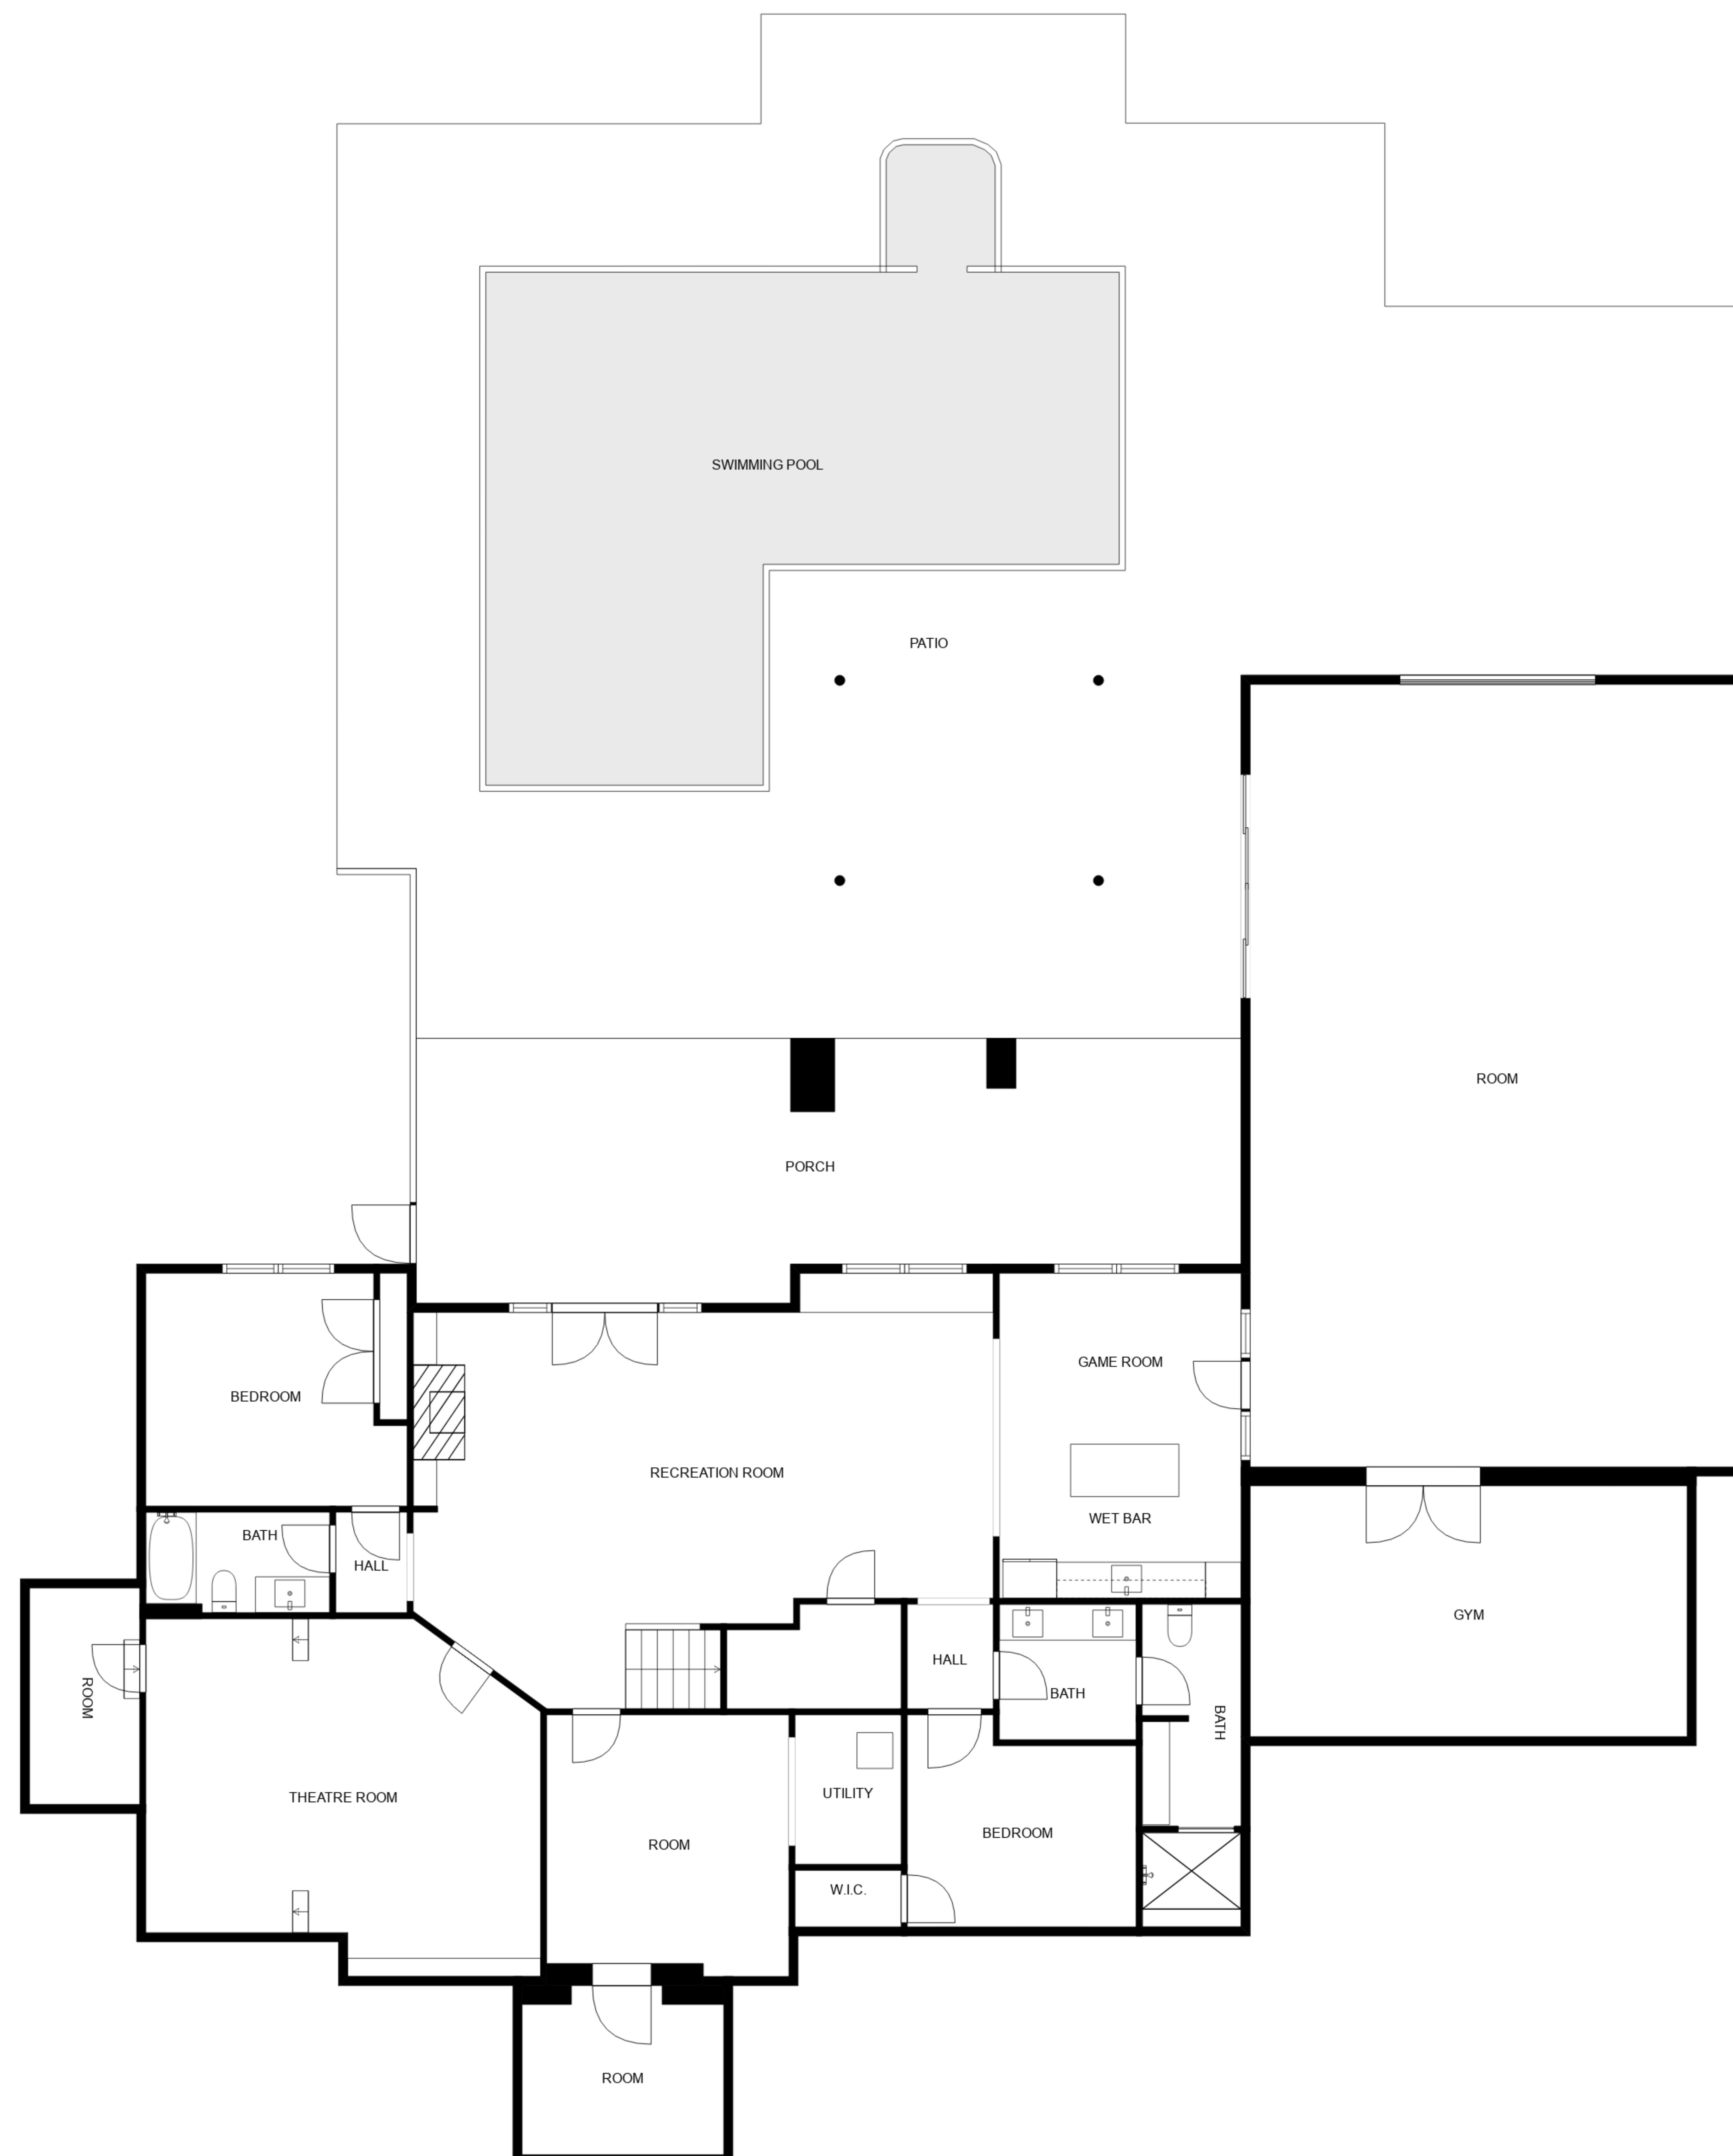 SWIMMING POOL
PATIO
ROOM
PORCH
GAME ROOM
BEDROOM
RECREATION ROOM
WET BAR
BATH
HALL
GYM
HALL
BATH
ROOM
BATH
UTILITY
THEATRE ROOM
BEDROOM
ROOM
W.I.C.
ROOM